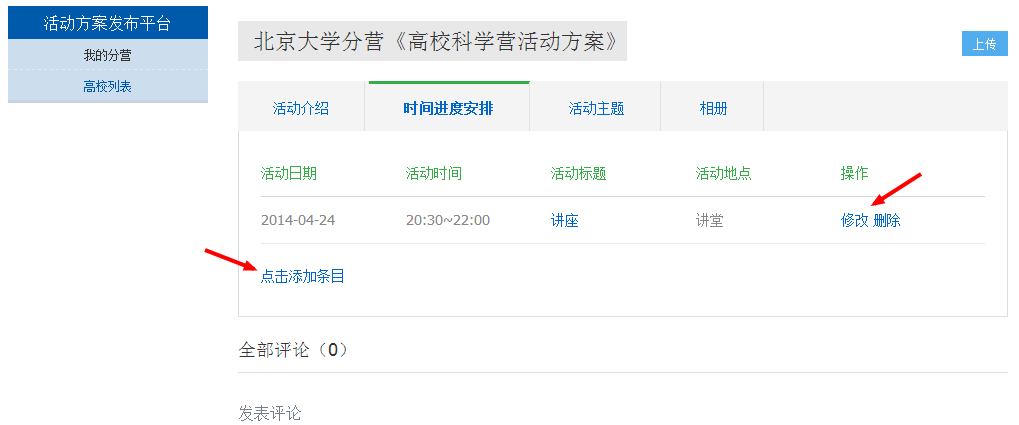 活动方案发布平台
我的分营
高校列表
北京大学分营《高校科学营活动方案》
上传
活动介绍 时间进度安排 活动主题 相册
活动日期 活动时间 活动标题 活动地点 操作
2014-04-24 20:30~22:00 讲座 讲堂 修改 删除
点击添加条目
全部评论（0）
发表评论